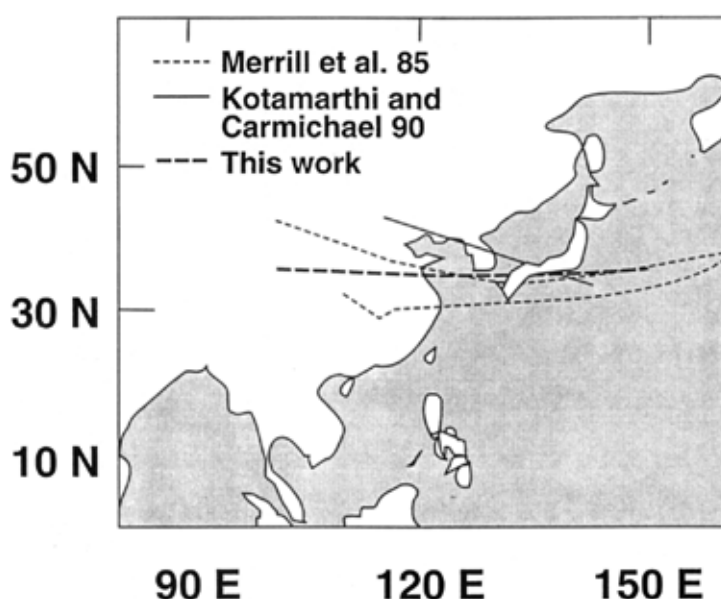 Merrill et al. 85
Kotamarthi and
Carmichael 90
This work
50 N
30 N
10 N
90 E
120 E
150 E